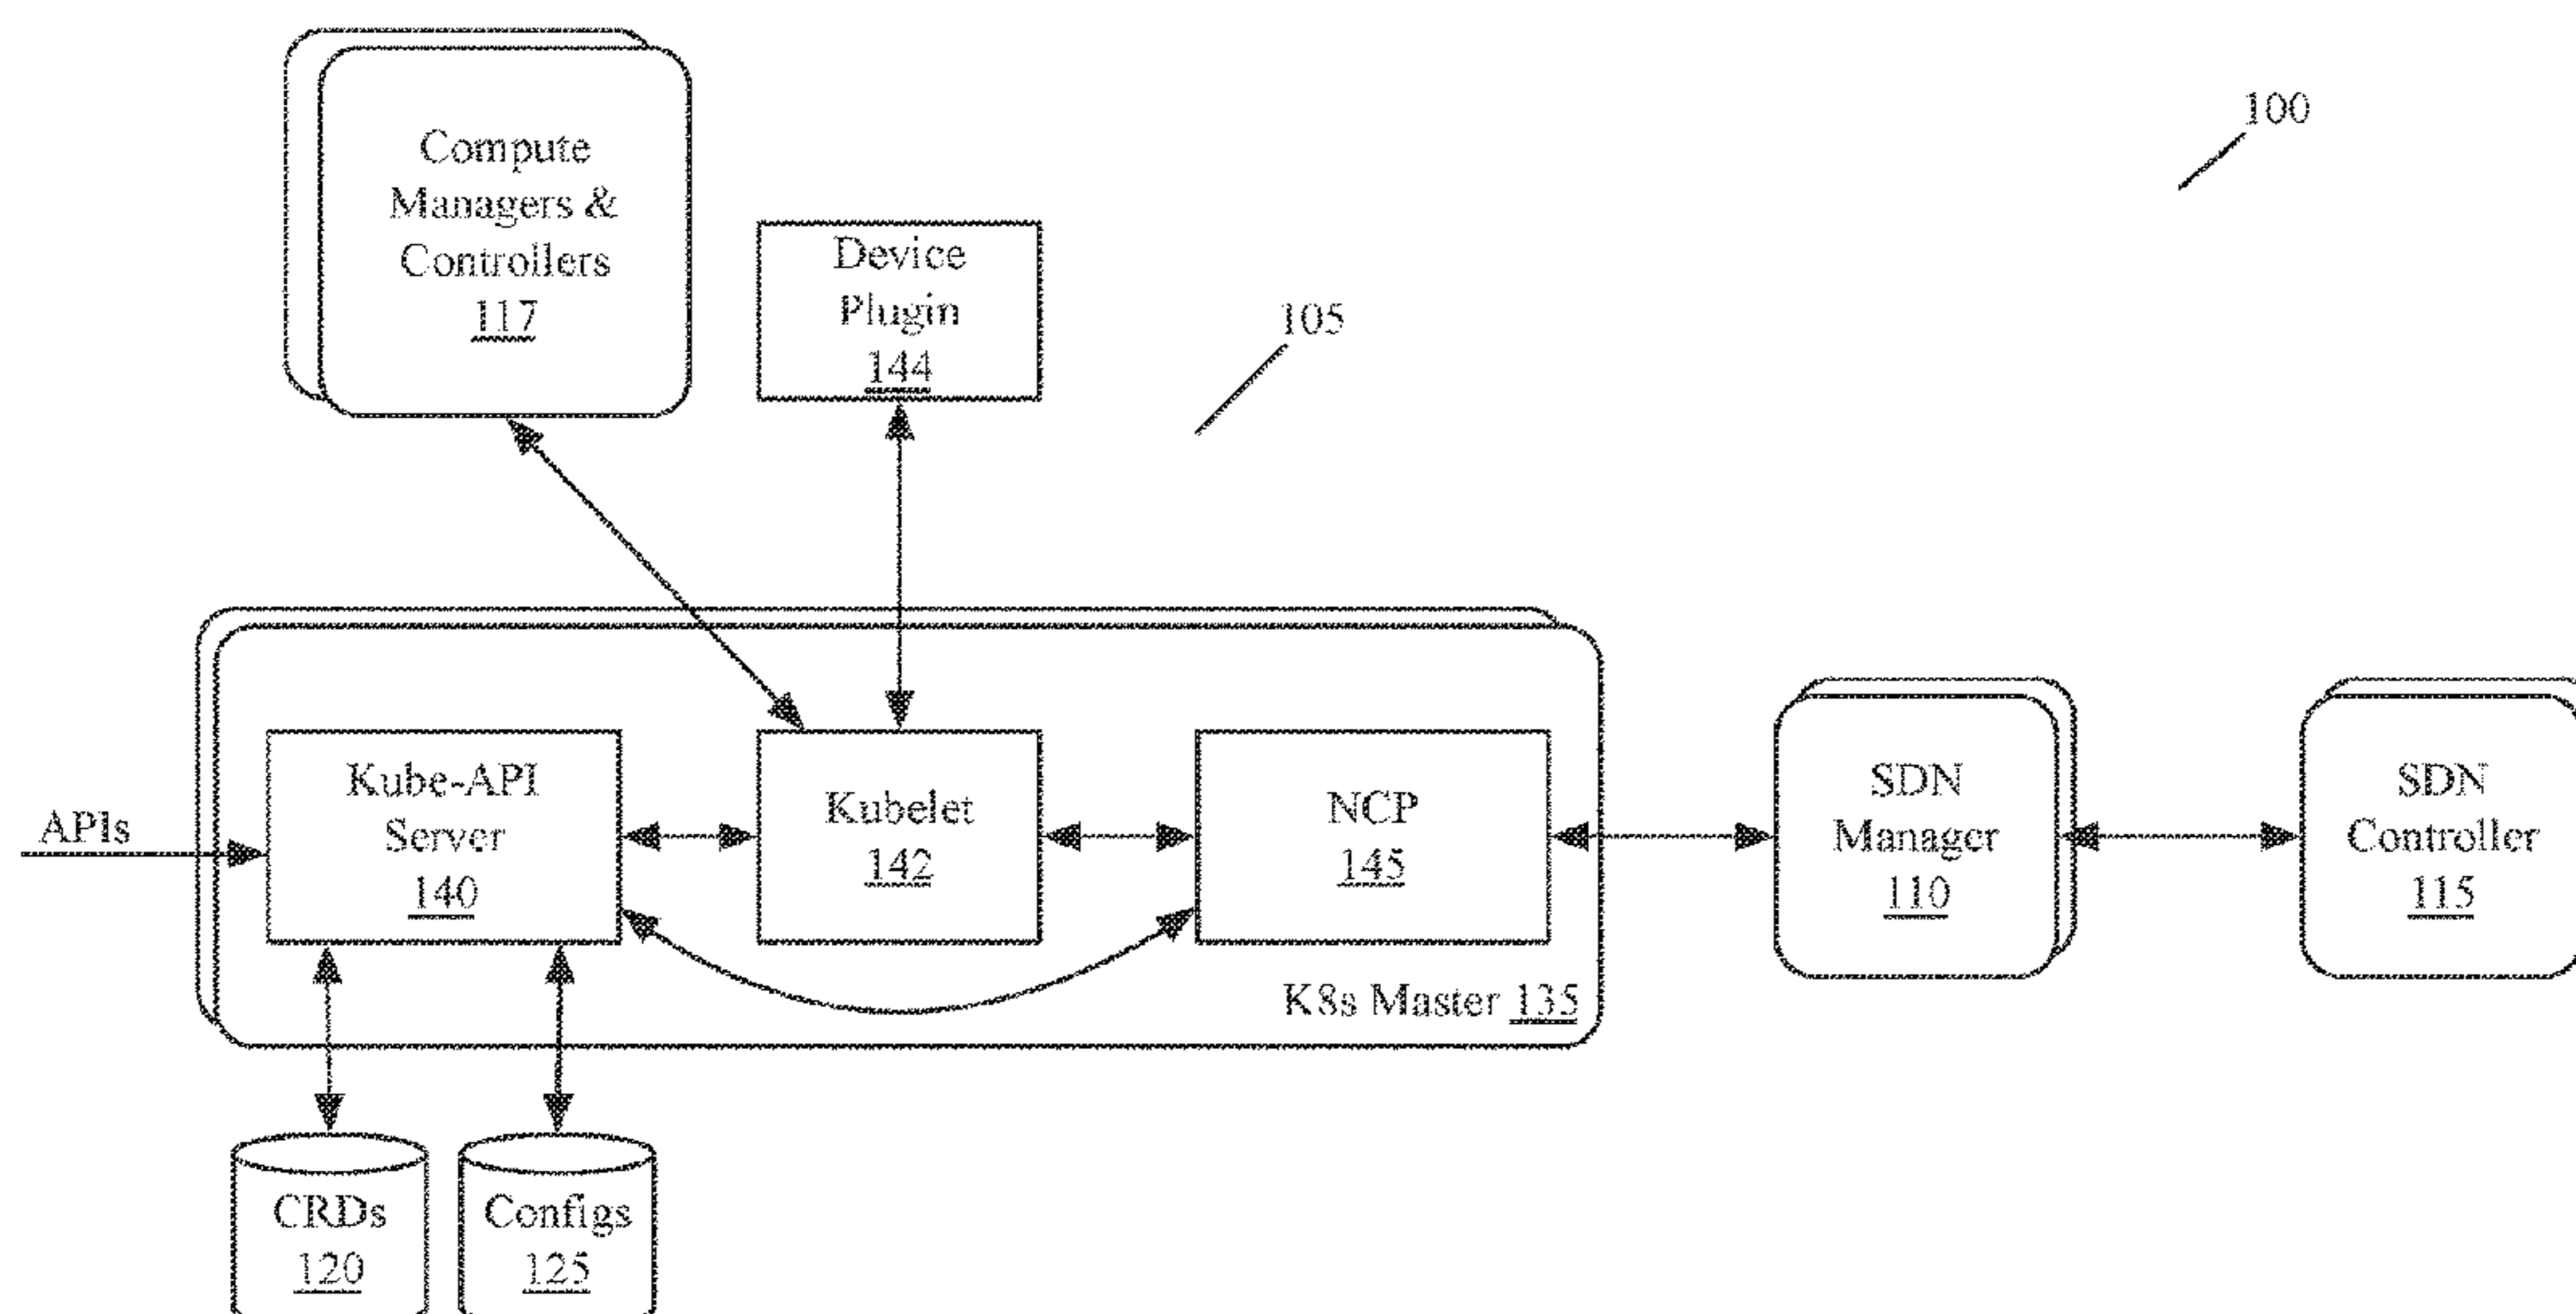 100
Compute
Managers &
Controllers
117
Device
Plugin
144
105
APIs
Kube-API
Server
140
Kubelet
142
NCP
145
K8s Master 135
SDN
Manager
110
SDN
Controller
115
CRDs
120
Configs
125